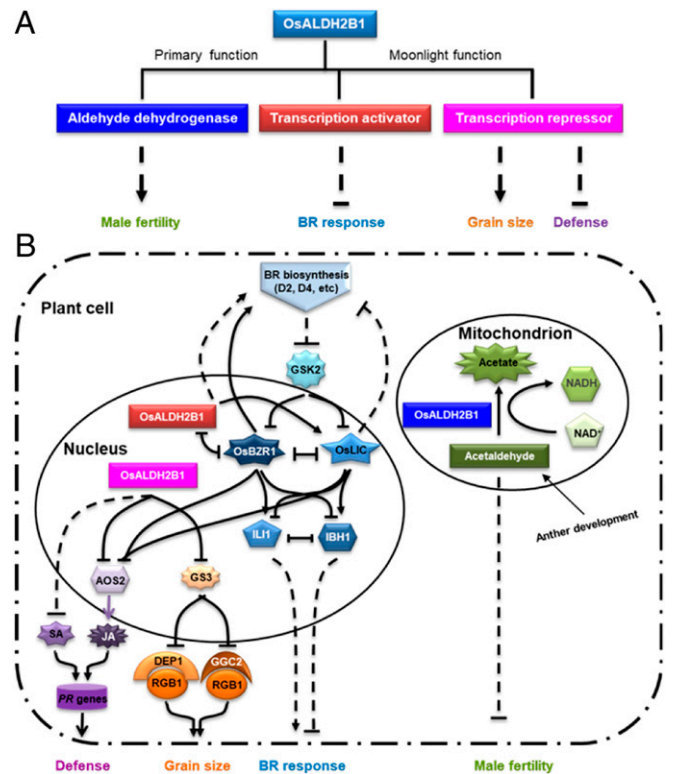 A
OsALDH2B1
Primary function
Moonlight function
Aldehyde dehydrogenase
Transcription activator
Transcription repressor
Male fertility
BR response
Grain size
Defense
B
BR biosynthesis
(D2, D4, etc)
Plant cell
GSK2
Mitochondrion
Acetate
NADH
OsALDH2B1
NAD+
Acetaldehyde
Anther development
OsALDH2B1
Nucleus
OsBZR1
OsLIC
OsALDH2B1
ILI1
IBH1
AOS2
GS3
SA
JA
DEP1
RGB1
GGC2
RGB1
PR genes
Defense
Grain size
BR response
Male fertility